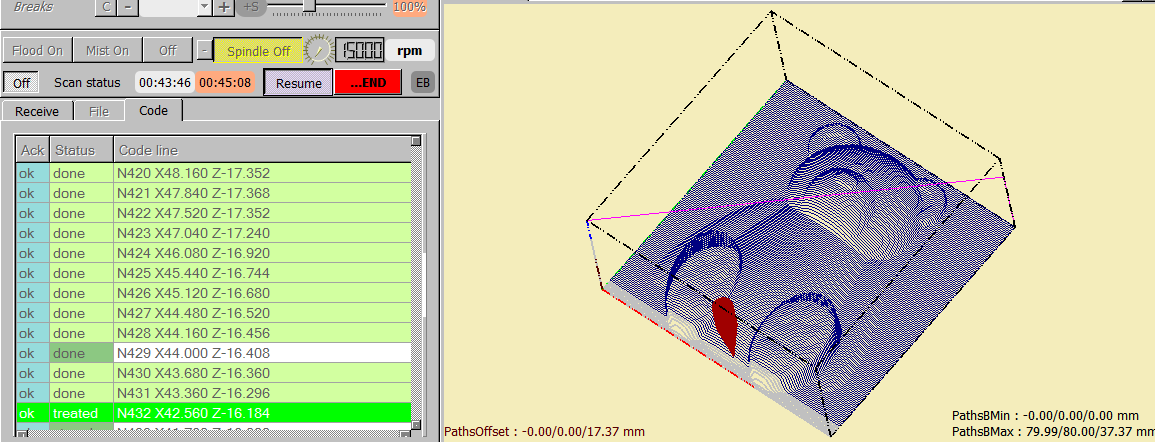 Breaks C - + +S 100%
Flood On Mist On Off - Spindle Off 15000 rpm
Off Scan status 00:43:46 00:45:08 Resume ...END EB
Receive File Code
Ack Status Code line
ok done N420 X48.160 Z-17.352
ok done N421 X47.840 Z-17.368
ok done N422 X47.520 Z-17.352
ok done N423 X47.040 Z-17.240
ok done N424 X46.080 Z-16.920
ok done N425 X45.440 Z-16.744
ok done N426 X45.120 Z-16.680
ok done N427 X44.480 Z-16.520
ok done N428 X44.160 Z-16.456
ok done N429 X44.000 Z-16.408
ok done N430 X43.680 Z-16.360
ok done N431 X43.360 Z-16.296
ok treated N432 X42.560 Z-16.184
PathsOffset : -0.00/0.00/17.37 mm
PathsBMin : -0.00/0.00/0.00 mm
PathsBMax : 79.99/80.00/37.37 mm